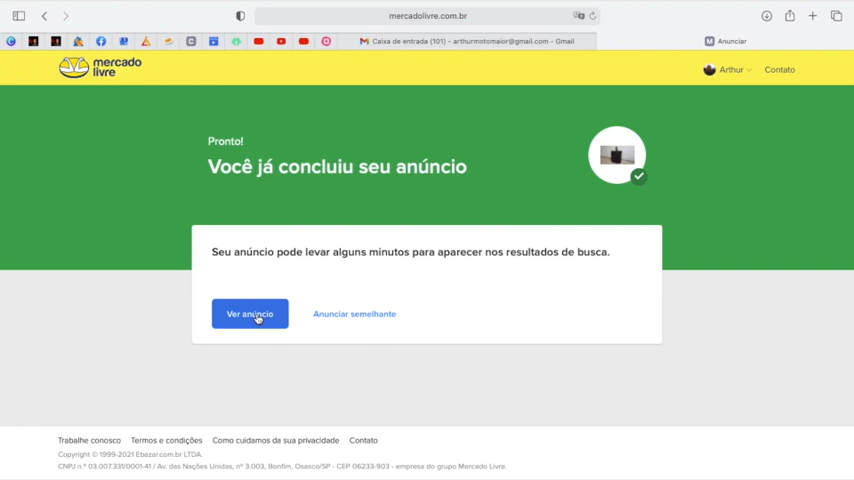 mercadolivre.com.br
Caixa de entrada (101) - arthurmotomaior@gmail.com - Gmail
M Anunciar
mercado
livre
Arthur
Contato
Pronto!
Você já concluiu seu anúncio
Seu anúncio pode levar alguns minutos para aparecer nos resultados de busca.
Ver anúncio
Anunciar semelhante
Trabalhe conosco Termos e condições Como cuidamos da sua privacidade Contato
Copyright © 1999-2021 Ebazar.com.br LTDA.
CNPJ n.º 03.007.331/0001-41 / Av. das Nações Unidas, nº 3.003, Bonfim, Osasco/SP - CEP 06233-903 - empresa do grupo Mercado Livre.